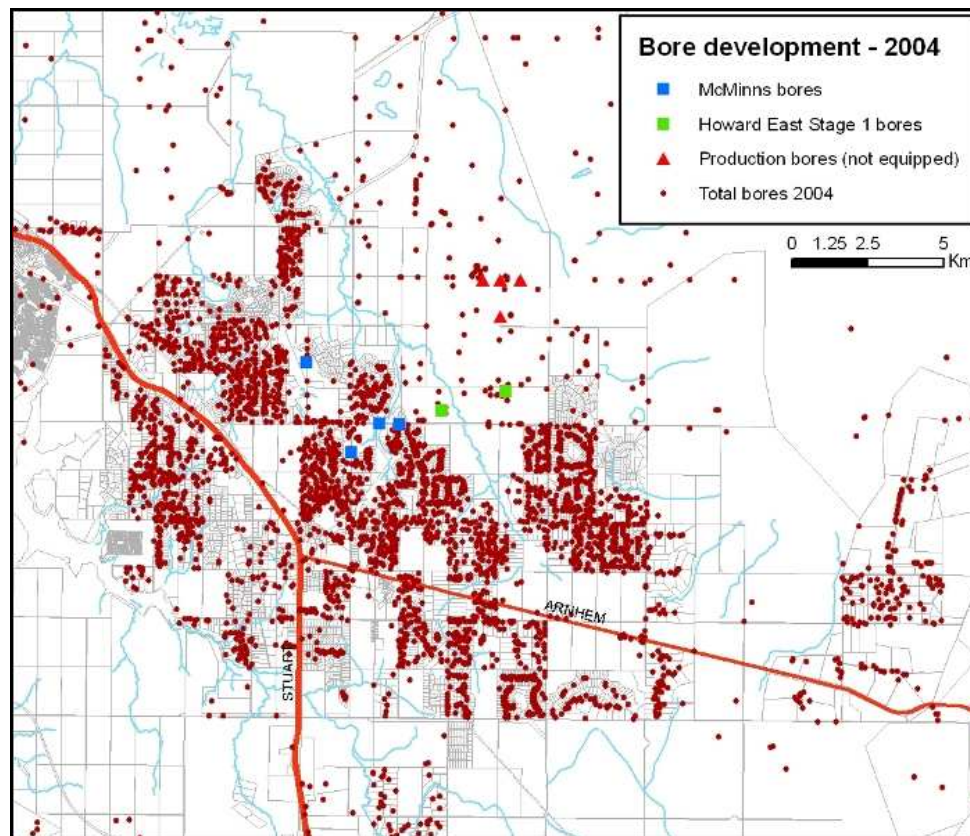 Bore development - 2004
McMinns bores
Howard East Stage 1 bores
Production bores (not equipped)
Total bores 2004
0 1.25 2.5 5
Km
ARNHEM
STUART